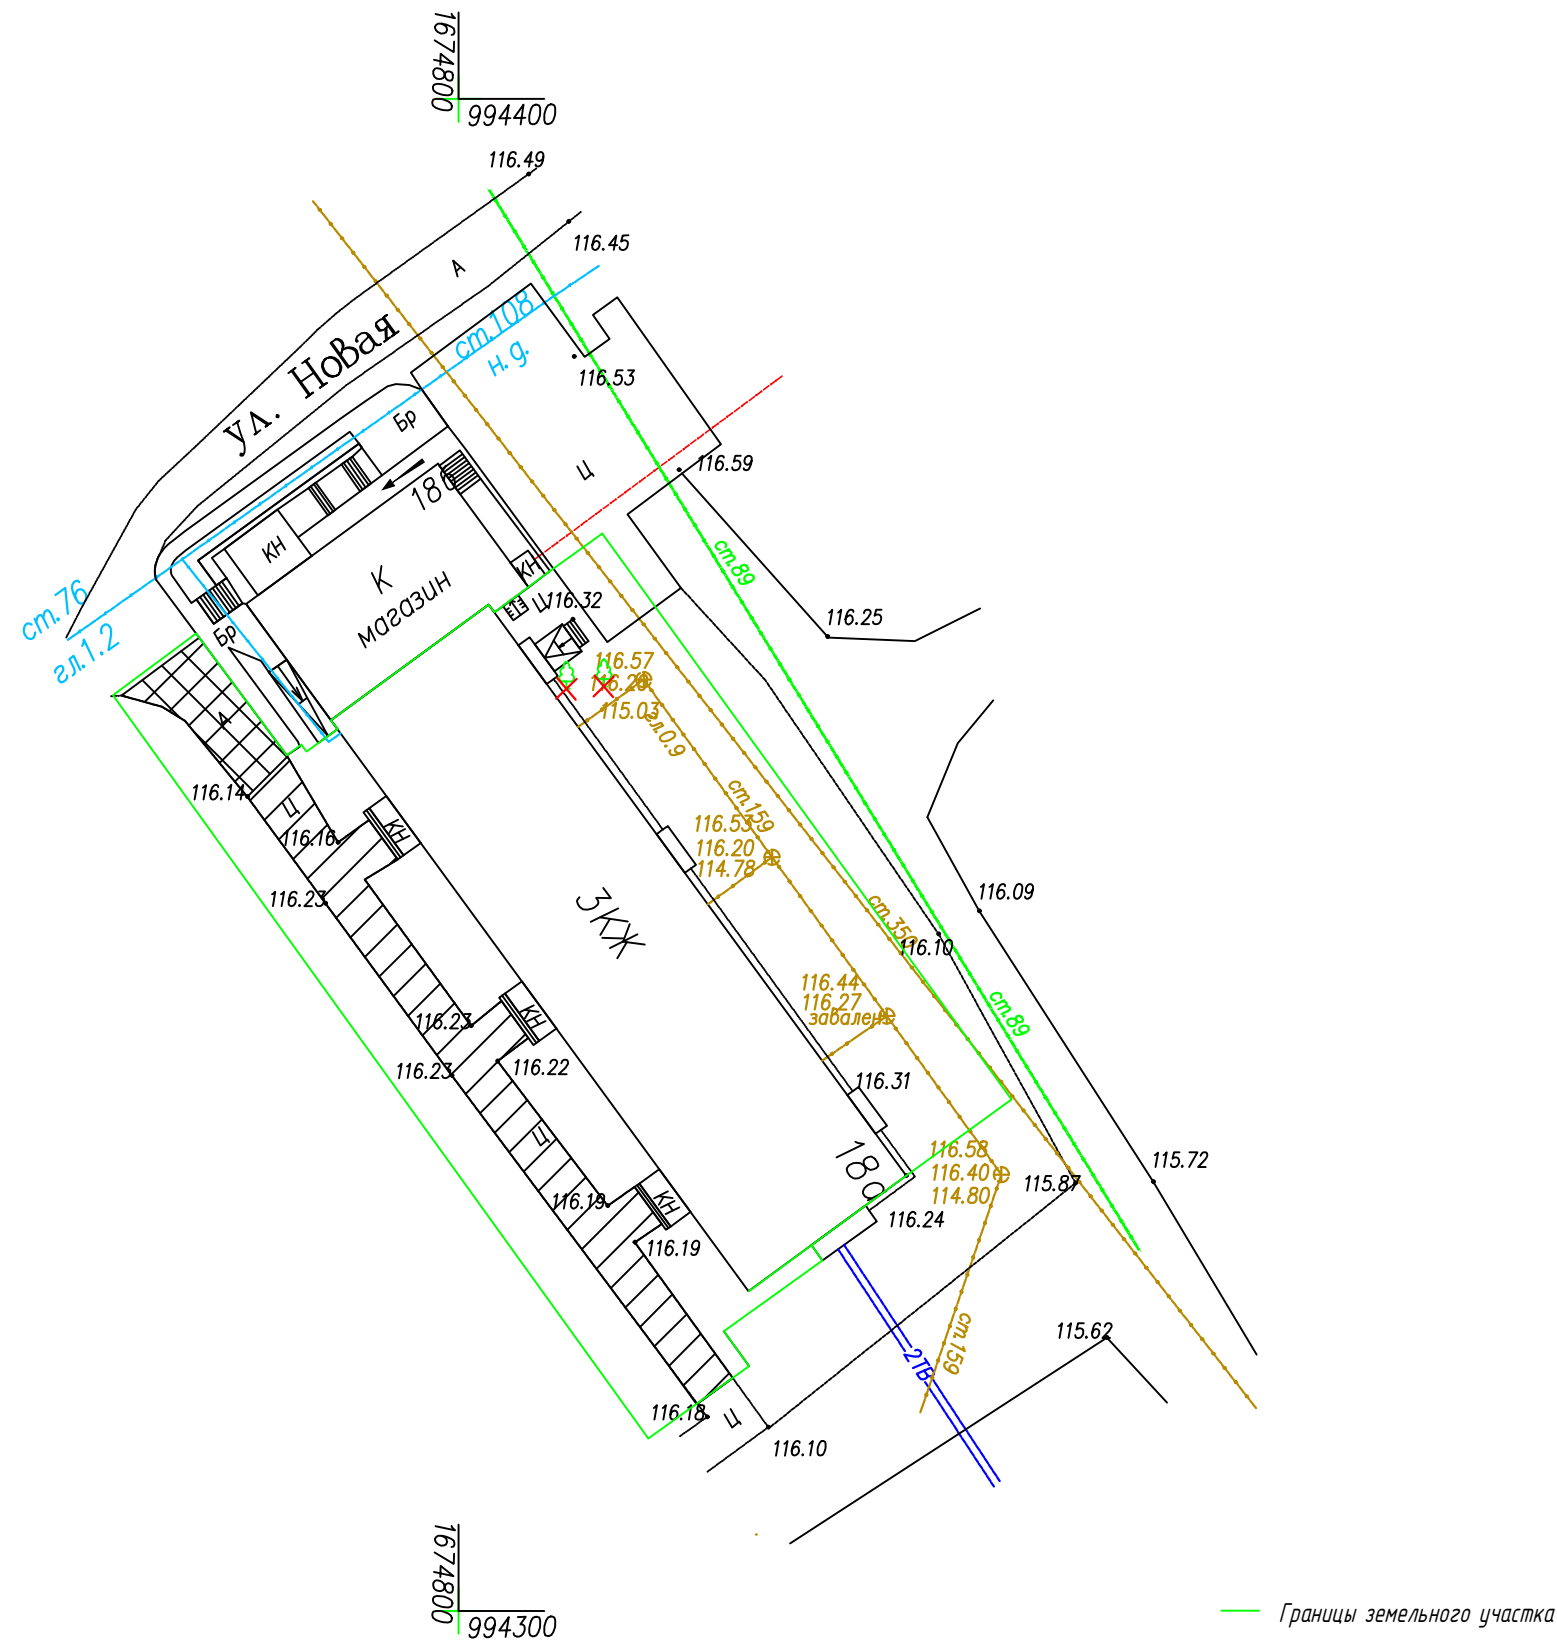 1674800
994400
116.49
116.45
А
ст.108
н.д.
ул. Новая
116.53
Бр
116.59
Ц
18б
КН
ст.89
КН
К
магазин
Ц
116.32
ст.76
гл.1.2
116.25
Бр
116.57
115.03
гл.0.9
А
116.14
Ц
116.16
КН
ст.159
116.53
116.20
114.78
116.23
3КЖ
116.09
ст.350
116.10
116.44
116.27
завален
ст.89
116.23
КН
116.22
116.23
116.31
Ц
18а
116.58
116.40
114.80
115.87
115.72
116.19
КН
116.24
116.19
2ТВ
ст.159
115.62
116.18
Ц
116.10
1674800
994300
Границы земельного участка